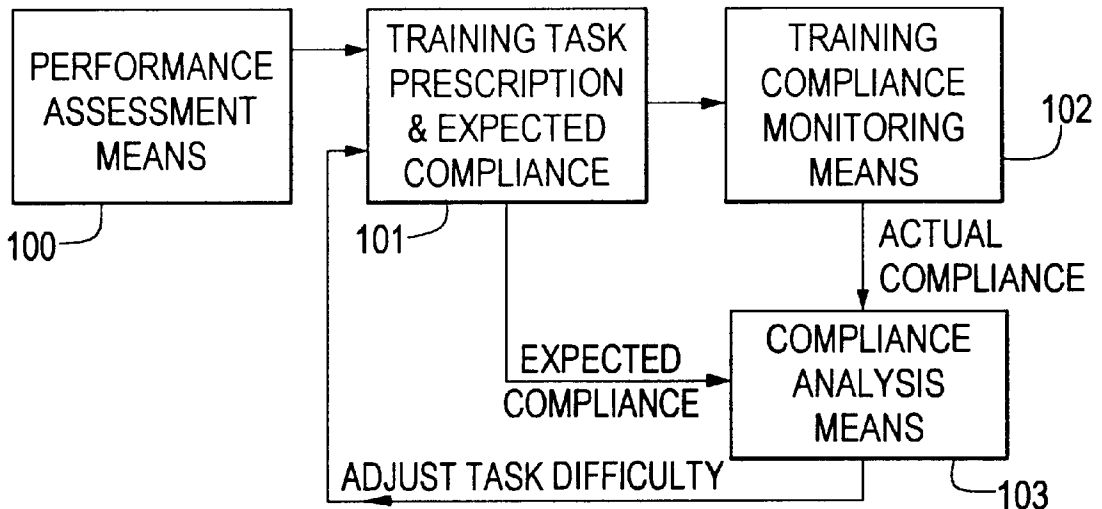 PERFORMANCE
ASSESSMENT
MEANS
100
TRAINING TASK
PRESCRIPTION
& EXPECTED
COMPLIANCE
101
TRAINING
COMPLIANCE
MONITORING
MEANS
102
ACTUAL
COMPLIANCE
EXPECTED
COMPLIANCE
COMPLIANCE
ANALYSIS
MEANS
103
ADJUST TASK DIFFICULTY